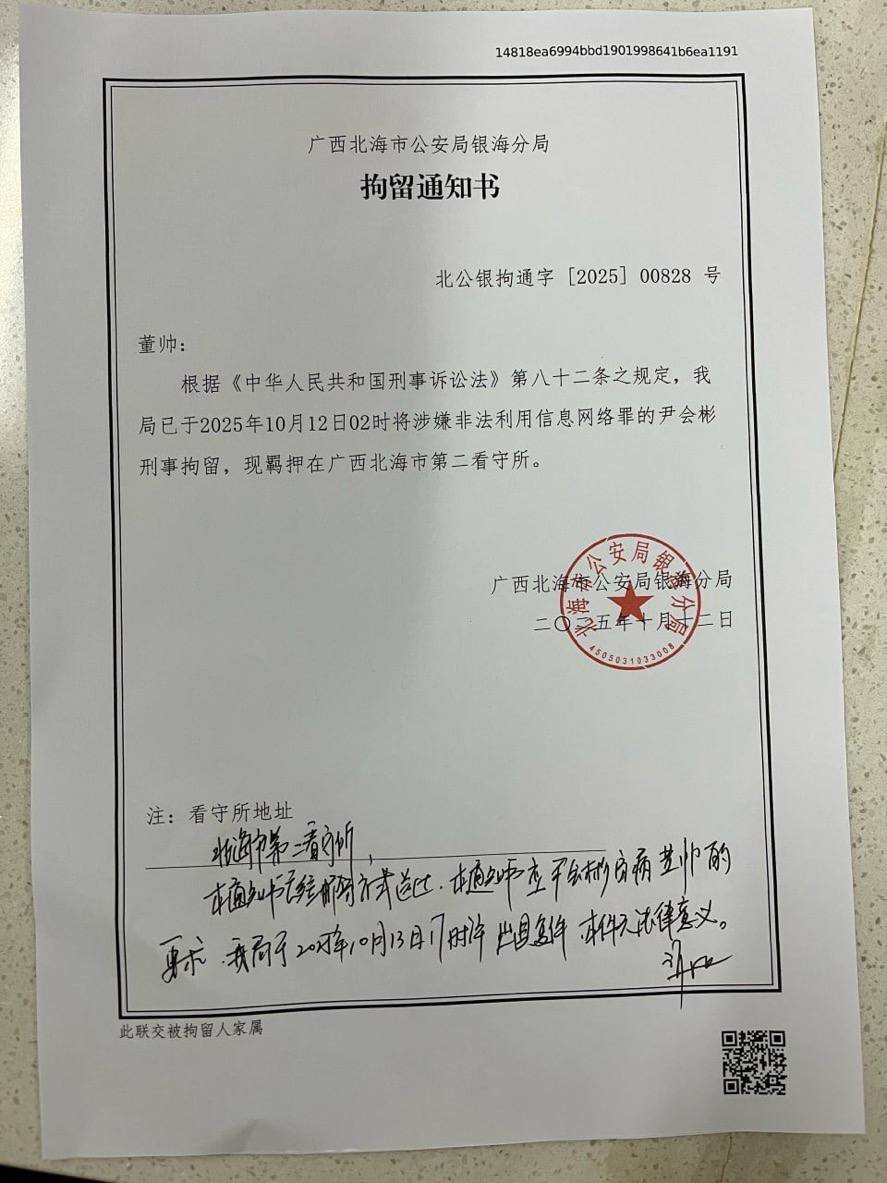 14818ea6994bbd1901998641b6ea1191
广西北海市公安局银海分局
拘留通知书
北公银拘通字 [2025] 00828 号
董帅：
根据《中华人民共和国刑事诉讼法》第八十二条之规定，我
局已于2025年10月12日02时将涉嫌非法利用信息网络罪的尹会彬
刑事拘留，现羁押在广西北海市第二看守所。
广西北海市公安局银海分局
二〇二五年十月十二日
北海市公安局银海分局
4505031033008
注：看守所地址
北海市第二看守所，
本通知书已经邮寄方式送达。本通知书应尹会彬 董帅的
要求，我局于2025年10月13日17时许出具复件 本件无法律意义。
此联交被拘留人家属